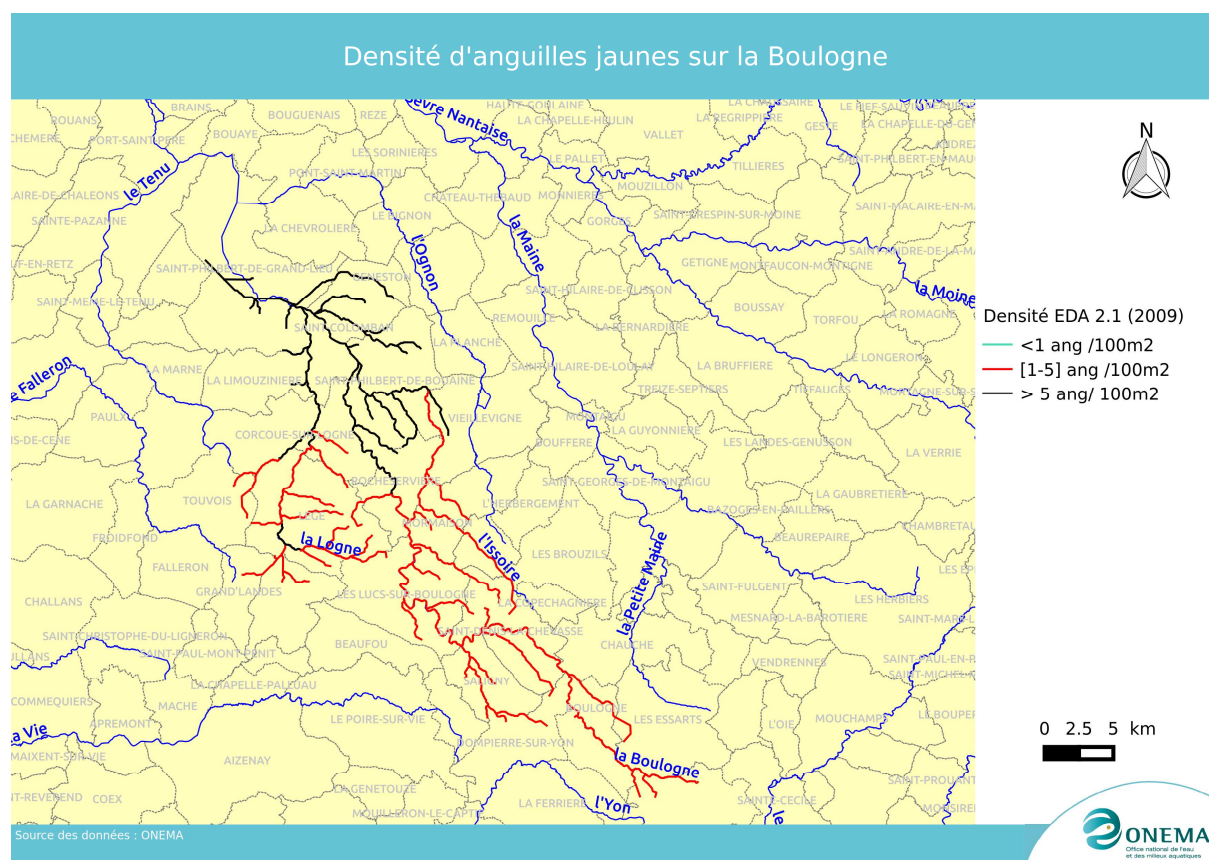 Densité d'anguilles jaunes sur la Boulogne
BRAINS
BOUGUENAIS
REZE
HAUTE-GOULAINE
ROUANS
LA CHAPELLE-HEULIN
LA REGRIPPIERE
GESTE
VALLET
PORT-SAINT-PERE
BOUAYE
LES SORINIERES
LE PALLET
TILLIERES
PONT-SAINT-MARTIN
le Tenu
MOUZILLON
CHATEAU-THEBAUD
MONNIERES
SAINTE-PAZANNE
LE BIGNON
GORGES
SAINT-CRESPIN-SUR-MOINE
LA CHEVROLIERE
l'Ognon
la Maine
GETIGNE
MONTFAUCON-MONTIGNE
SAINT-PHILBERT-DE-GRAND-LIEU
GENESTON
SAINT-HILAIRE-DE-CLISSON
la Moine
SAINT-MEME-LE-TENU
BOUSSAY
LA ROMAGNE
REMOUILLE
TORFOU
SAINT-COLOMBAN
LA BERNARDIERE
LA PLANCHE
LE LONGERON
SAINT-HILAIRE-DE-LOULAY
LA BRUFFIERE
LA MARNE
LA LIMOUZINIERE
SAINT-PHILBERT-DE-BOUAINE
TREIZE-SEPTIERS
TIFFAUGES
Falleron
PAULX
VIEILLEVIGNE
MONTAIGU
LA GUYONNIERE
CORCOUE-SUR-LOGNE
BOUFFERE
LES LANDES-GENUSSON
LA VERRIE
ROCHESERVIERE
SAINT-GEORGES-DE-MONTAIGU
LA GARNACHE
TOUVOIS
L'HERBERGEMENT
LA GAUBRETIERE
LEGE
MORMAISON
BAZOGES-EN-PAILLERS
FROIDFOND
la Logne
l'Issoire
BEAUREPAIRE
LES BROUZILS
FALLERON
la Petite Maine
SAINT-FULGENT
GRAND'LANDES
LES LUCS-SUR-BOULOGNE
LA COPECHAGNIERE
LES HERBIERS
CHALLANS
MESNARD-LA-BAROTIERE
SAINT-CHRISTOPHE-DU-LIGNERON
SAINT-DENIS-LA-CHEVASSE
BEAUFOU
CHAUCHE
SAINT-PAUL-MONT-PENIT
VENDRENNES
SALIGNY
LA CHAPELLE-PALLUAU
COMMEQUIERS
MACHE
BOULOGNE
APREMONT
LE POIRE-SUR-VIE
LES ESSARTS
L'OIE
MOUCHAMPS
la Vie
DOMPIERRE-SUR-YON
AIZENAY
la Boulogne
LA GENETOUZE
COEX
LA FERRIERE
l'Yon
SAINTE-CECILE
MOUILLERON-LE-CAPTIF
N
Densité EDA 2.1 (2009)
<1 ang /100m2
[1-5] ang /100m2
> 5 ang/ 100m2
0 2.5 5 km
Source des données : ONEMA
ONEMA
Office national de l'eau
et des milieux aquatiques